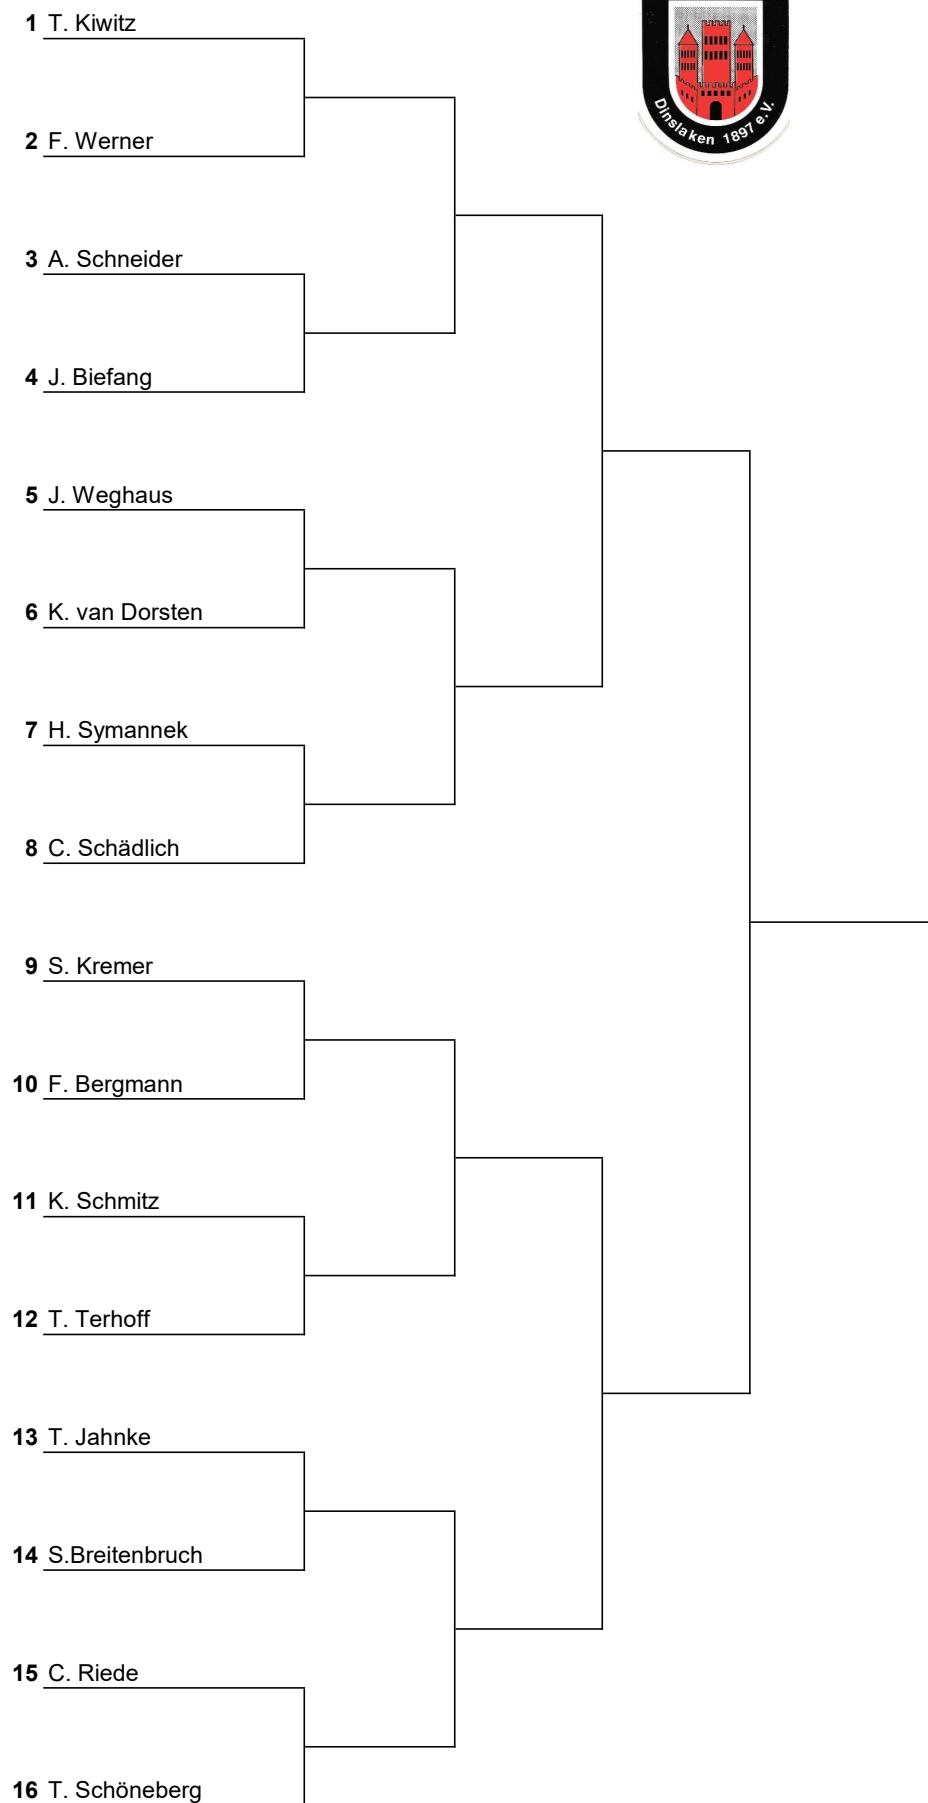 1 T. Kiwitz
Dinslaken 1897 e.V.
2 F. Werner
3 A. Schneider
4 J. Biefang
5 J. Weghaus
6 K. van Dorsten
7 H. Symannek
8 C. Schädlich
9 S. Kremer
10 F. Bergmann
11 K. Schmitz
12 T. Terhoff
13 T. Jahnke
14 S.Breitenbruch
15 C. Riede
16 T. Schöneberg